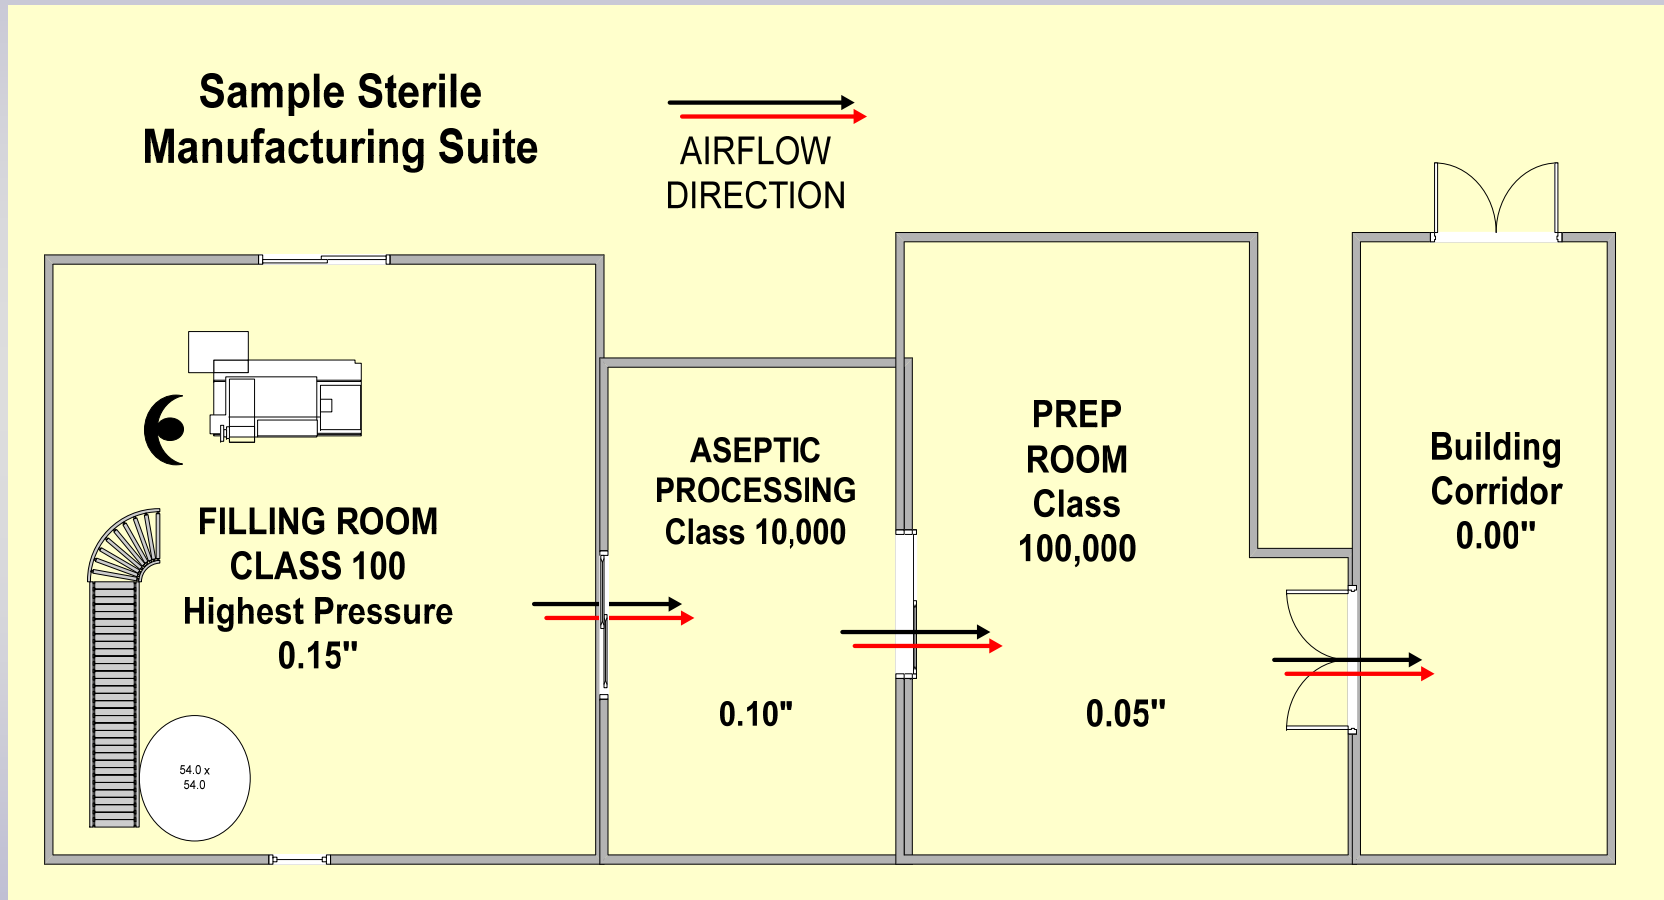 Sample Sterile
Manufacturing Suite
AIRFLOW
DIRECTION
FILLING ROOM
CLASS 100
Highest Pressure
0.15"
54.0 x
54.0
ASEPTIC
PROCESSING
Class 10,000
0.10"
PREP
ROOM
Class
100,000
0.05"
Building
Corridor
0.00"